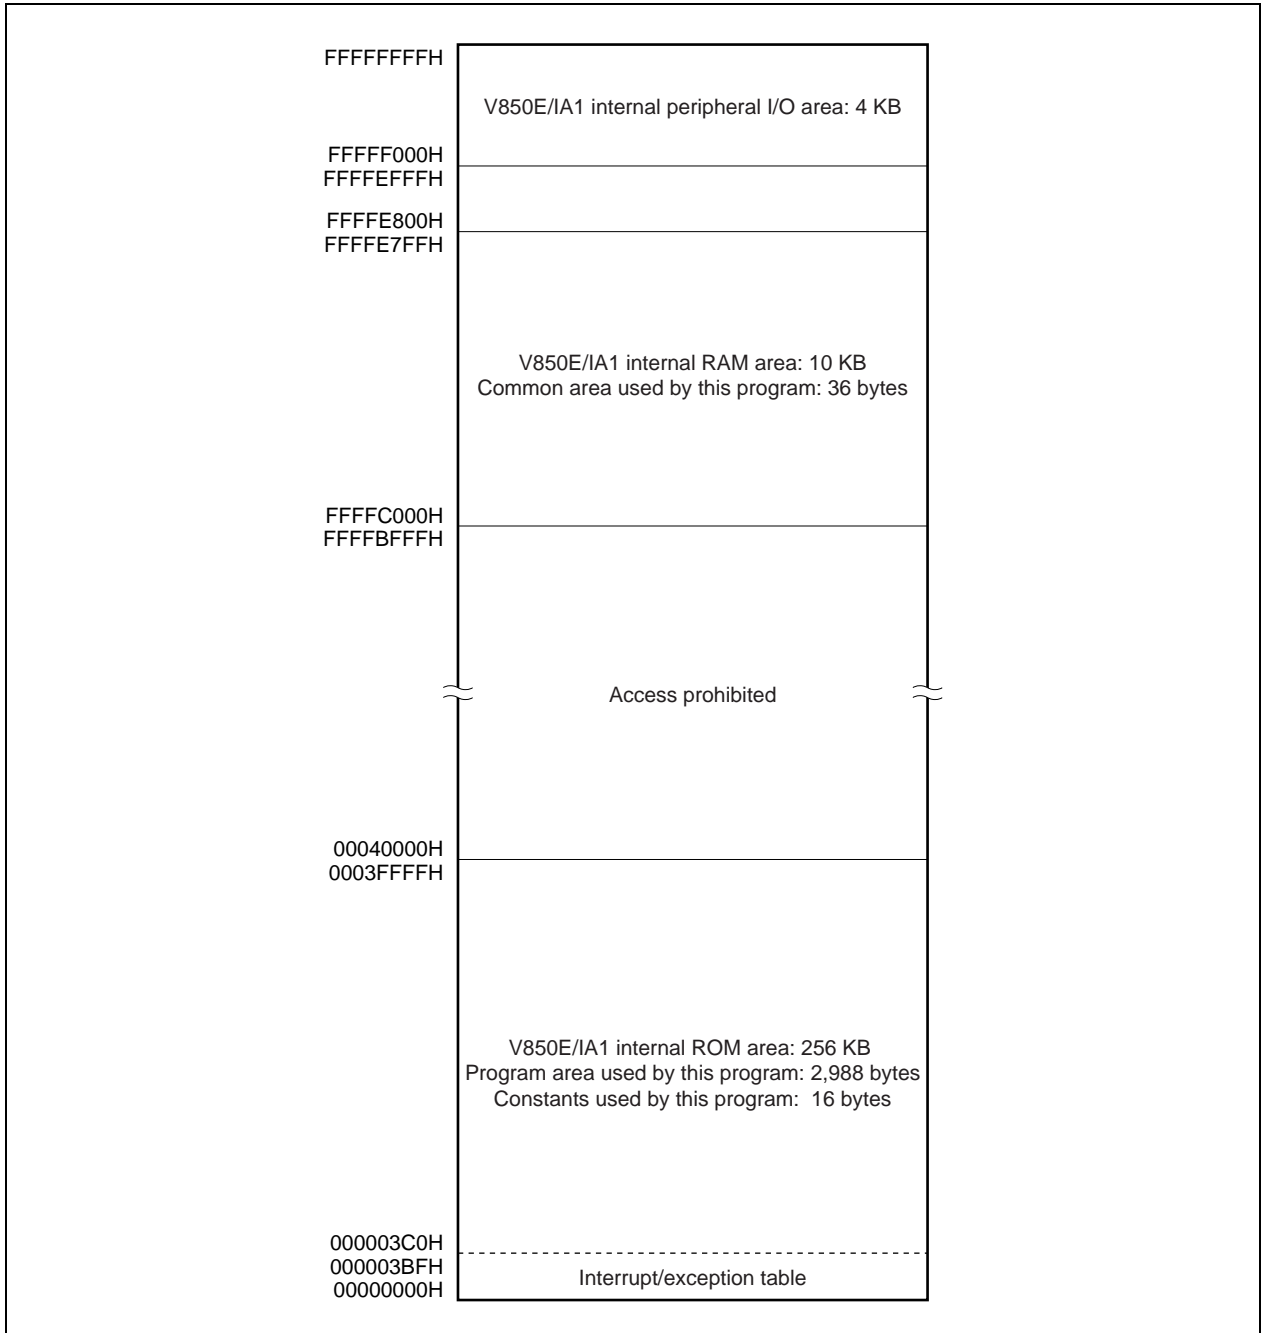 FFFFFFFFH
V850E/IA1 internal peripheral I/O area: 4 KB
FFFFF000H
FFFFEFFFH
FFFFE800H
FFFFE7FFH
V850E/IA1 internal RAM area: 10 KB
Common area used by this program: 36 bytes
FFFFC000H
FFFFBFFFH
Access prohibited
00040000H
0003FFFFH
V850E/IA1 internal ROM area: 256 KB
Program area used by this program: 2,988 bytes
Constants used by this program:  16 bytes
000003C0H
000003BFH
Interrupt/exception table
00000000H